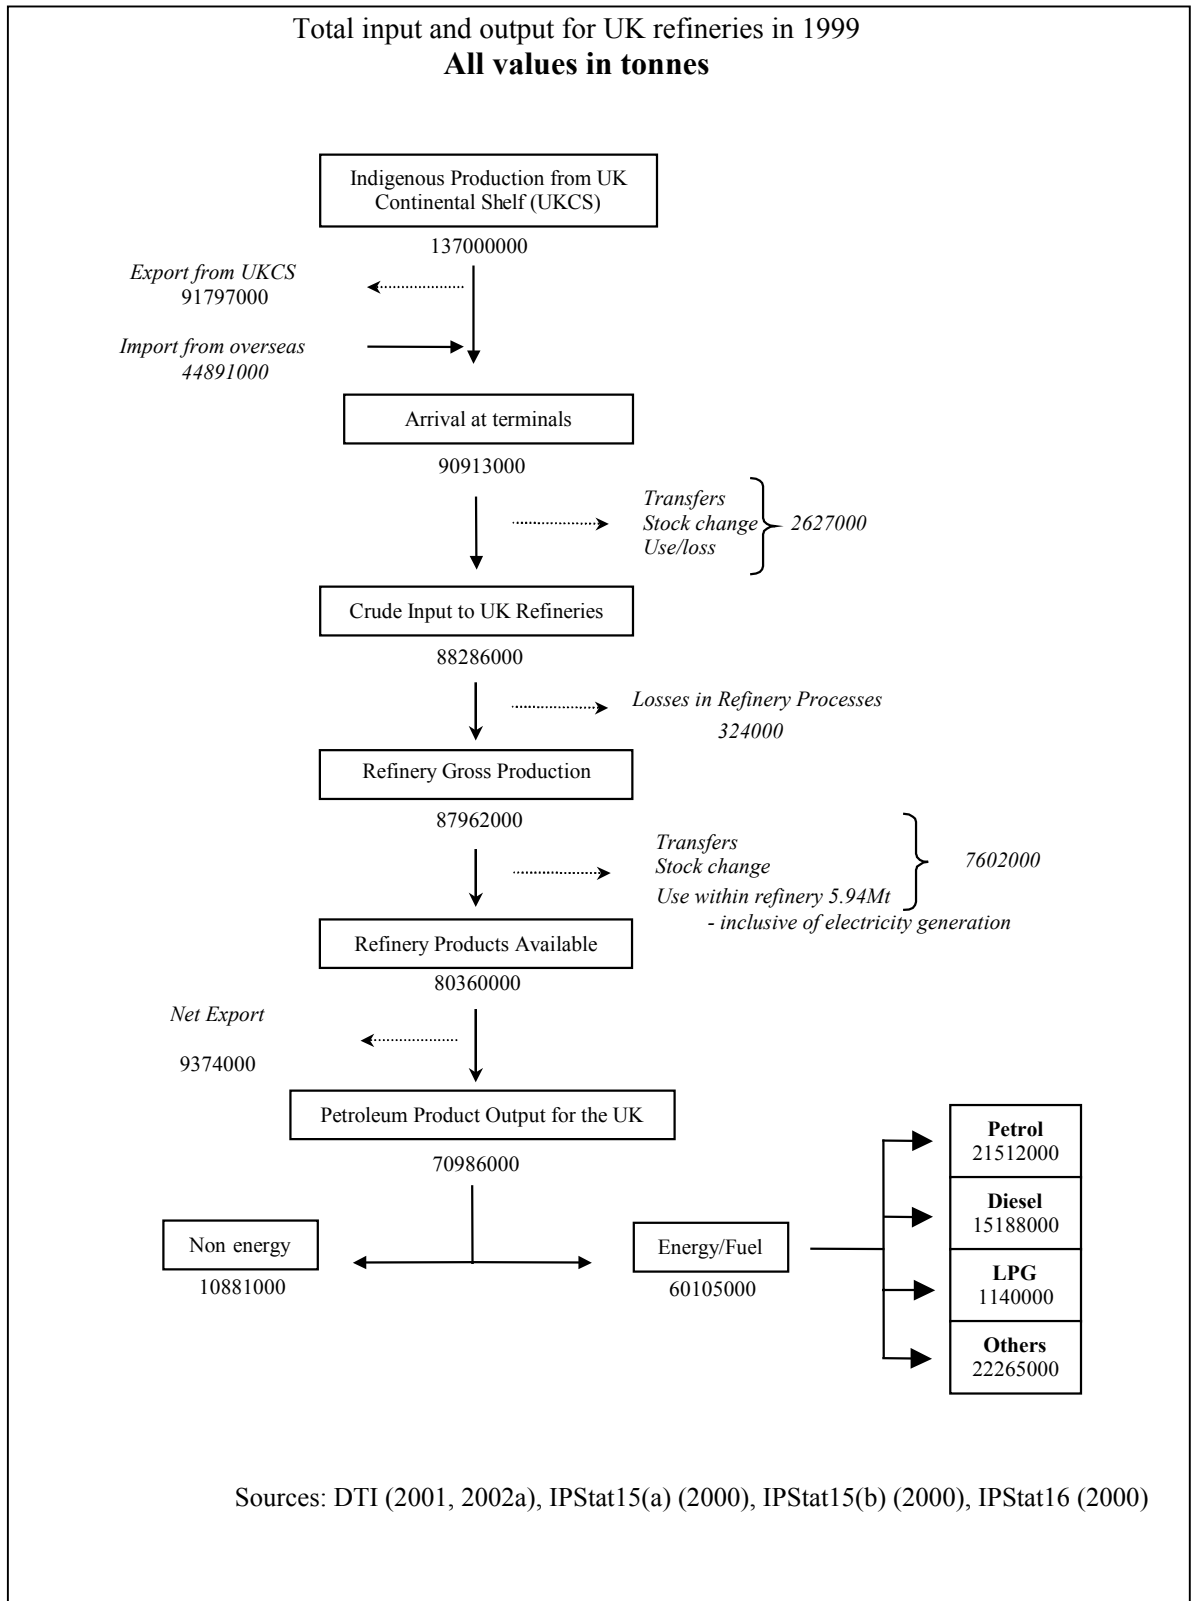 Total input and output for UK refineries in 1999
All values in tonnes
Indigenous Production from UK
Continental Shelf (UKCS)
137000000
Export from UKCS
91797000
Import from overseas
44891000
Arrival at terminals
90913000
Transfers
Stock change
Use/loss
2627000
Crude Input to UK Refineries
88286000
Losses in Refinery Processes
324000
Refinery Gross Production
87962000
Transfers
Stock change
Use within refinery 5.94Mt
- inclusive of electricity generation
7602000
Refinery Products Available
80360000
Net Export
9374000
Petroleum Product Output for the UK
70986000
Non energy
10881000
Energy/Fuel
60105000
Petrol
21512000
Diesel
15188000
LPG
1140000
Others
22265000
Sources: DTI (2001, 2002a), IPStat15(a) (2000), IPStat15(b) (2000), IPStat16 (2000)